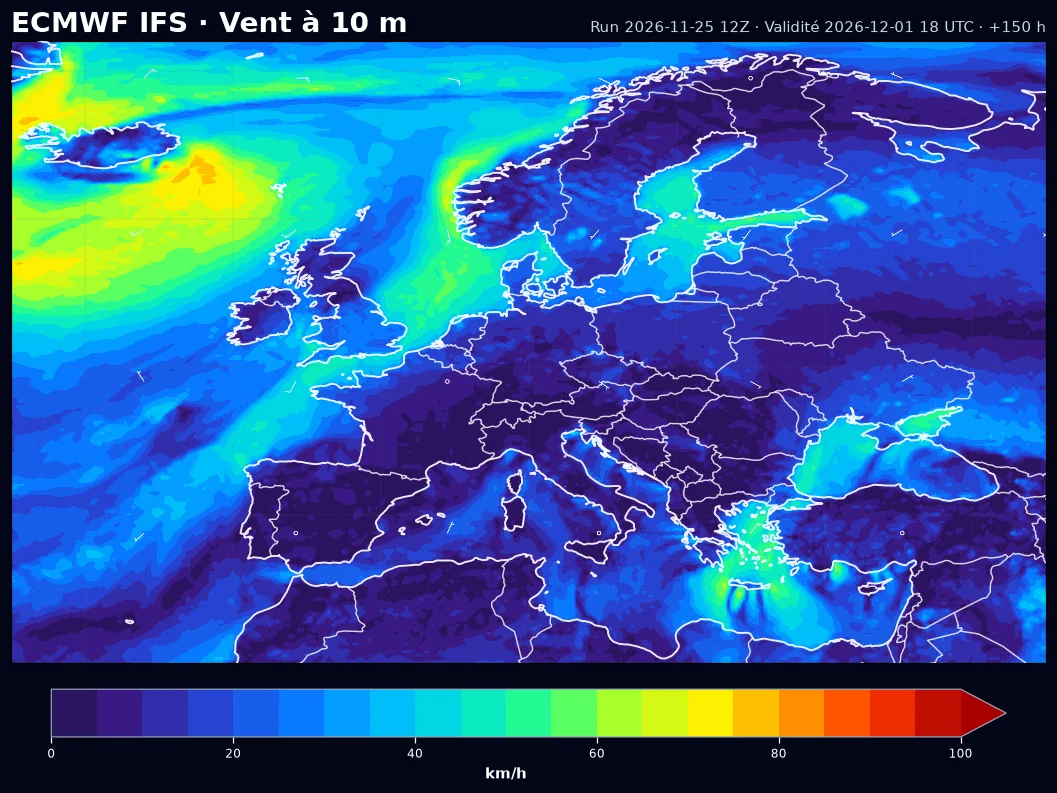 ECMWF IFS · Vent à 10 m
Run 2026-11-25 12Z · Validité 2026-12-01 18 UTC · +150 h
0 20 40 60 80 100
km/h